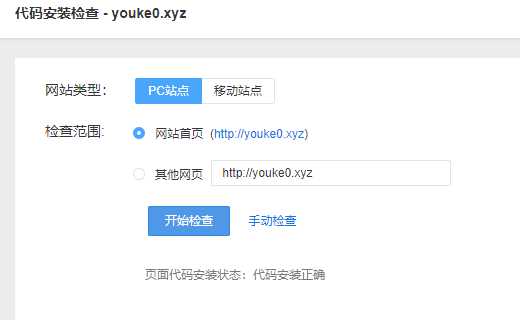 代码安装检查 - youke0.xyz
网站类型： PC站点 移动站点
检查范围: 网站首页 (http://youke0.xyz)
其他网页 http://youke0.xyz
开始检查 手动检查
页面代码安装状态：代码安装正确